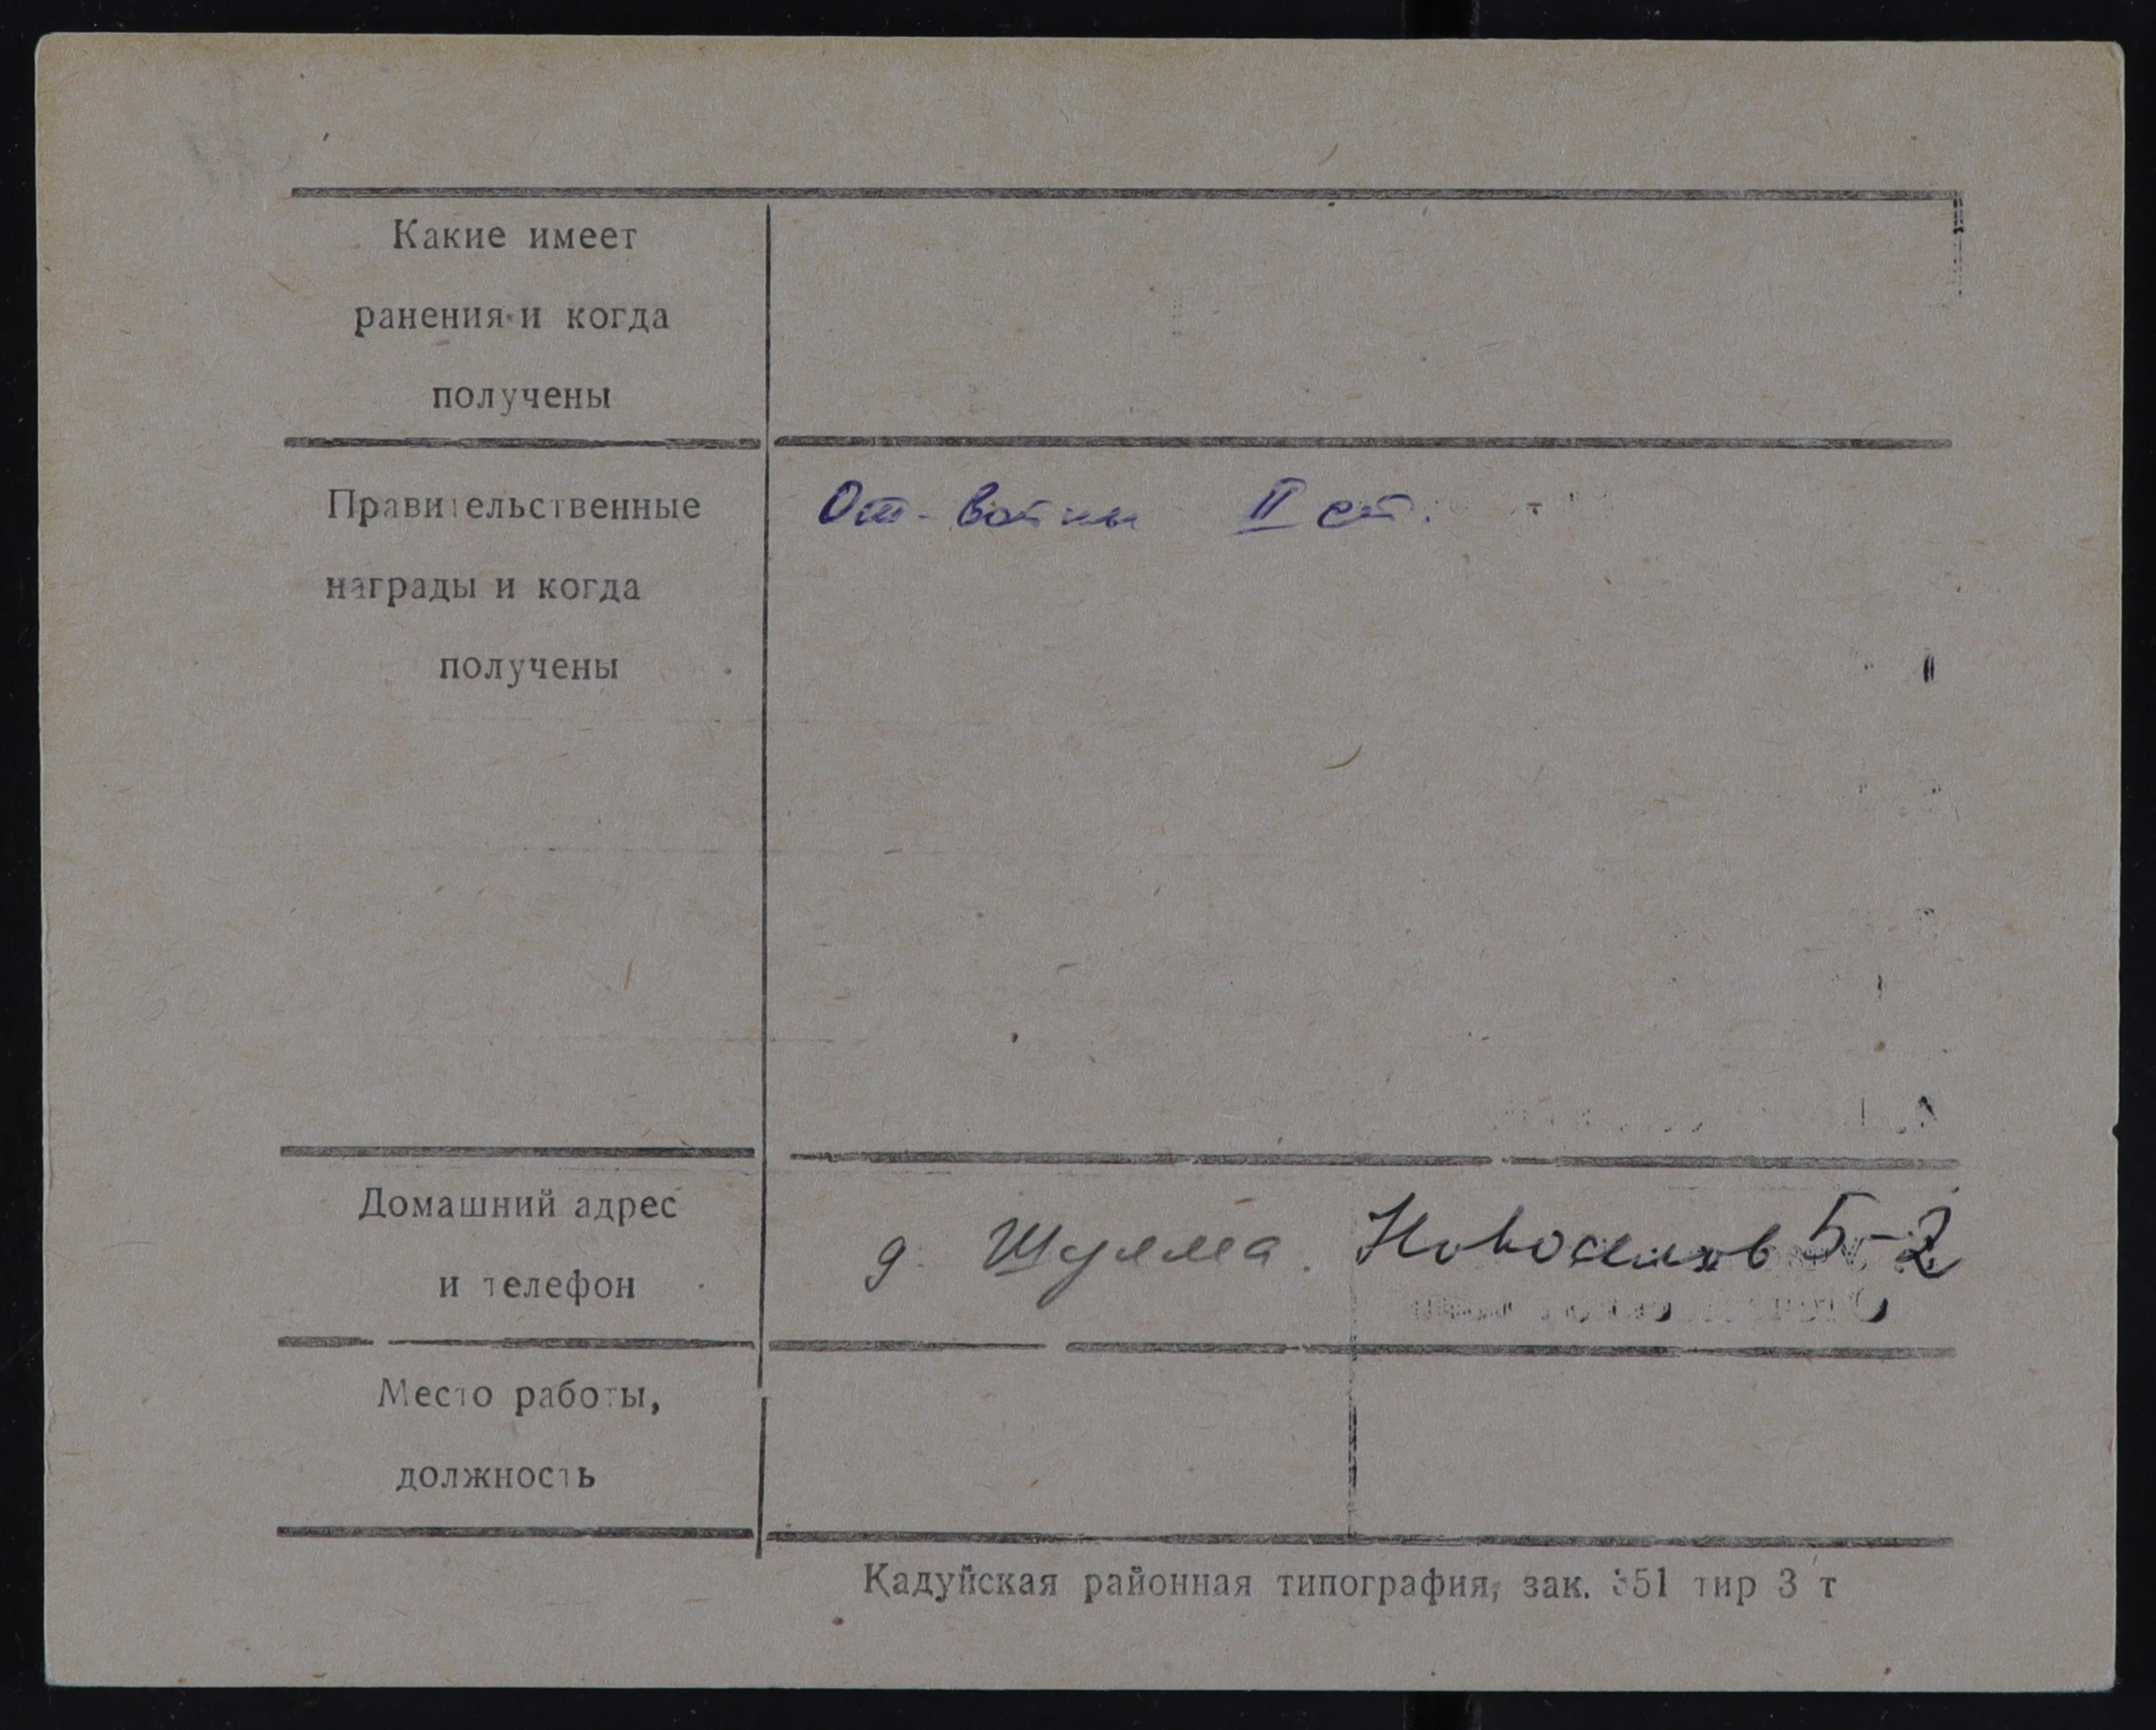 Какие имеет
ранения и когда
получены
Правительственные
награды и когда
получены
От. войны II ст.
Домашний адрес
и телефон
д. Шулма. Новоселов 5-2
Место работы,
должность
Кадуйская районная типография, зак. 351 тир 3 т